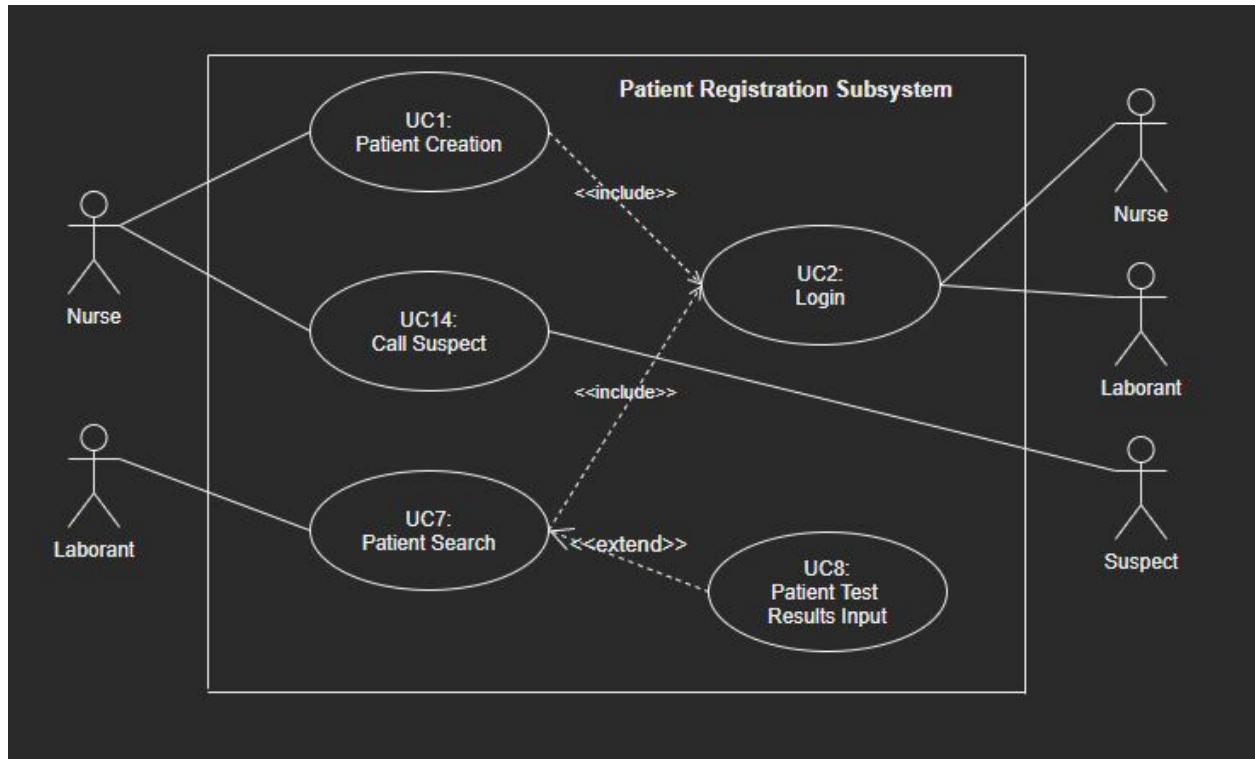 Patient Registration Subsystem
UC1:
Patient Creation
<<include>>
Nurse
UC2:
Login
Nurse
UC14:
Call Suspect
Laborant
<<include>>
UC7:
Patient Search
<<extend>>
Laborant
UC8:
Patient Test
Results Input
Suspect